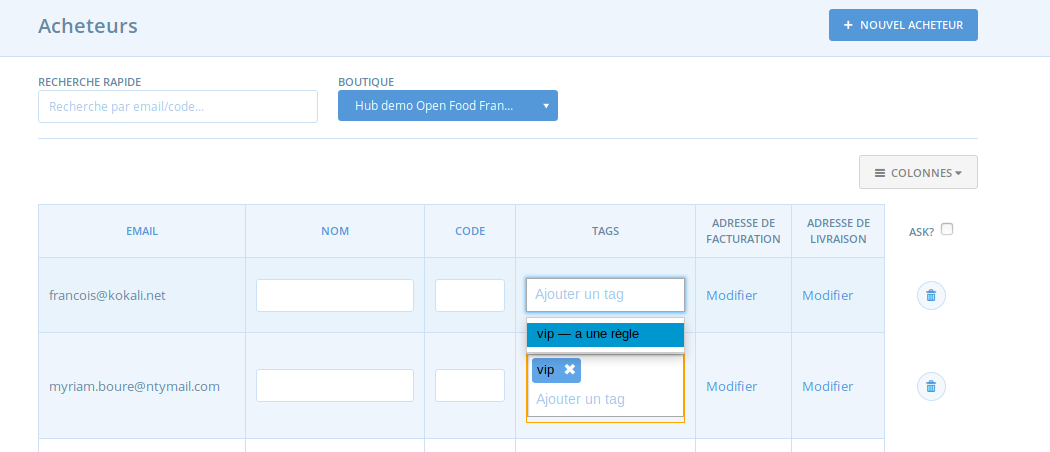 Acheteurs
+ NOUVEL ACHETEUR
RECHERCHE RAPIDE
BOUTIQUE
Recherche par email/code...
Hub demo Open Food Fran...
COLONNES
EMAIL
NOM
CODE
TAGS
ADRESSE DE
FACTURATION
ADRESSE DE
LIVRAISON
ASK?
francois@kokali.net
Ajouter un tag
Modifier
Modifier
vip — a une règle
vip
myriam.boure@ntymail.com
Ajouter un tag
Modifier
Modifier